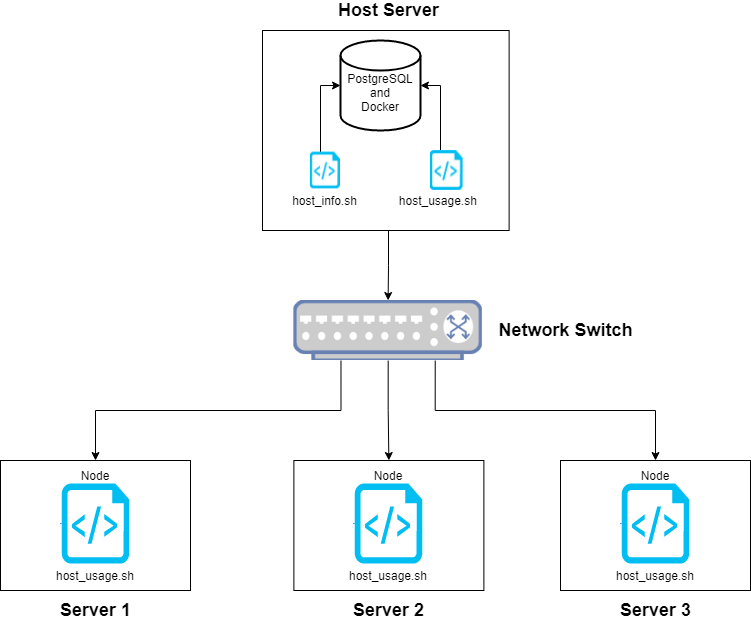 Host Server
PostgreSQL
and
Docker
host_info.sh
host_usage.sh
Network Switch
Node
host_usage.sh
Server 1
Node
host_usage.sh
Server 2
Node
host_usage.sh
Server 3